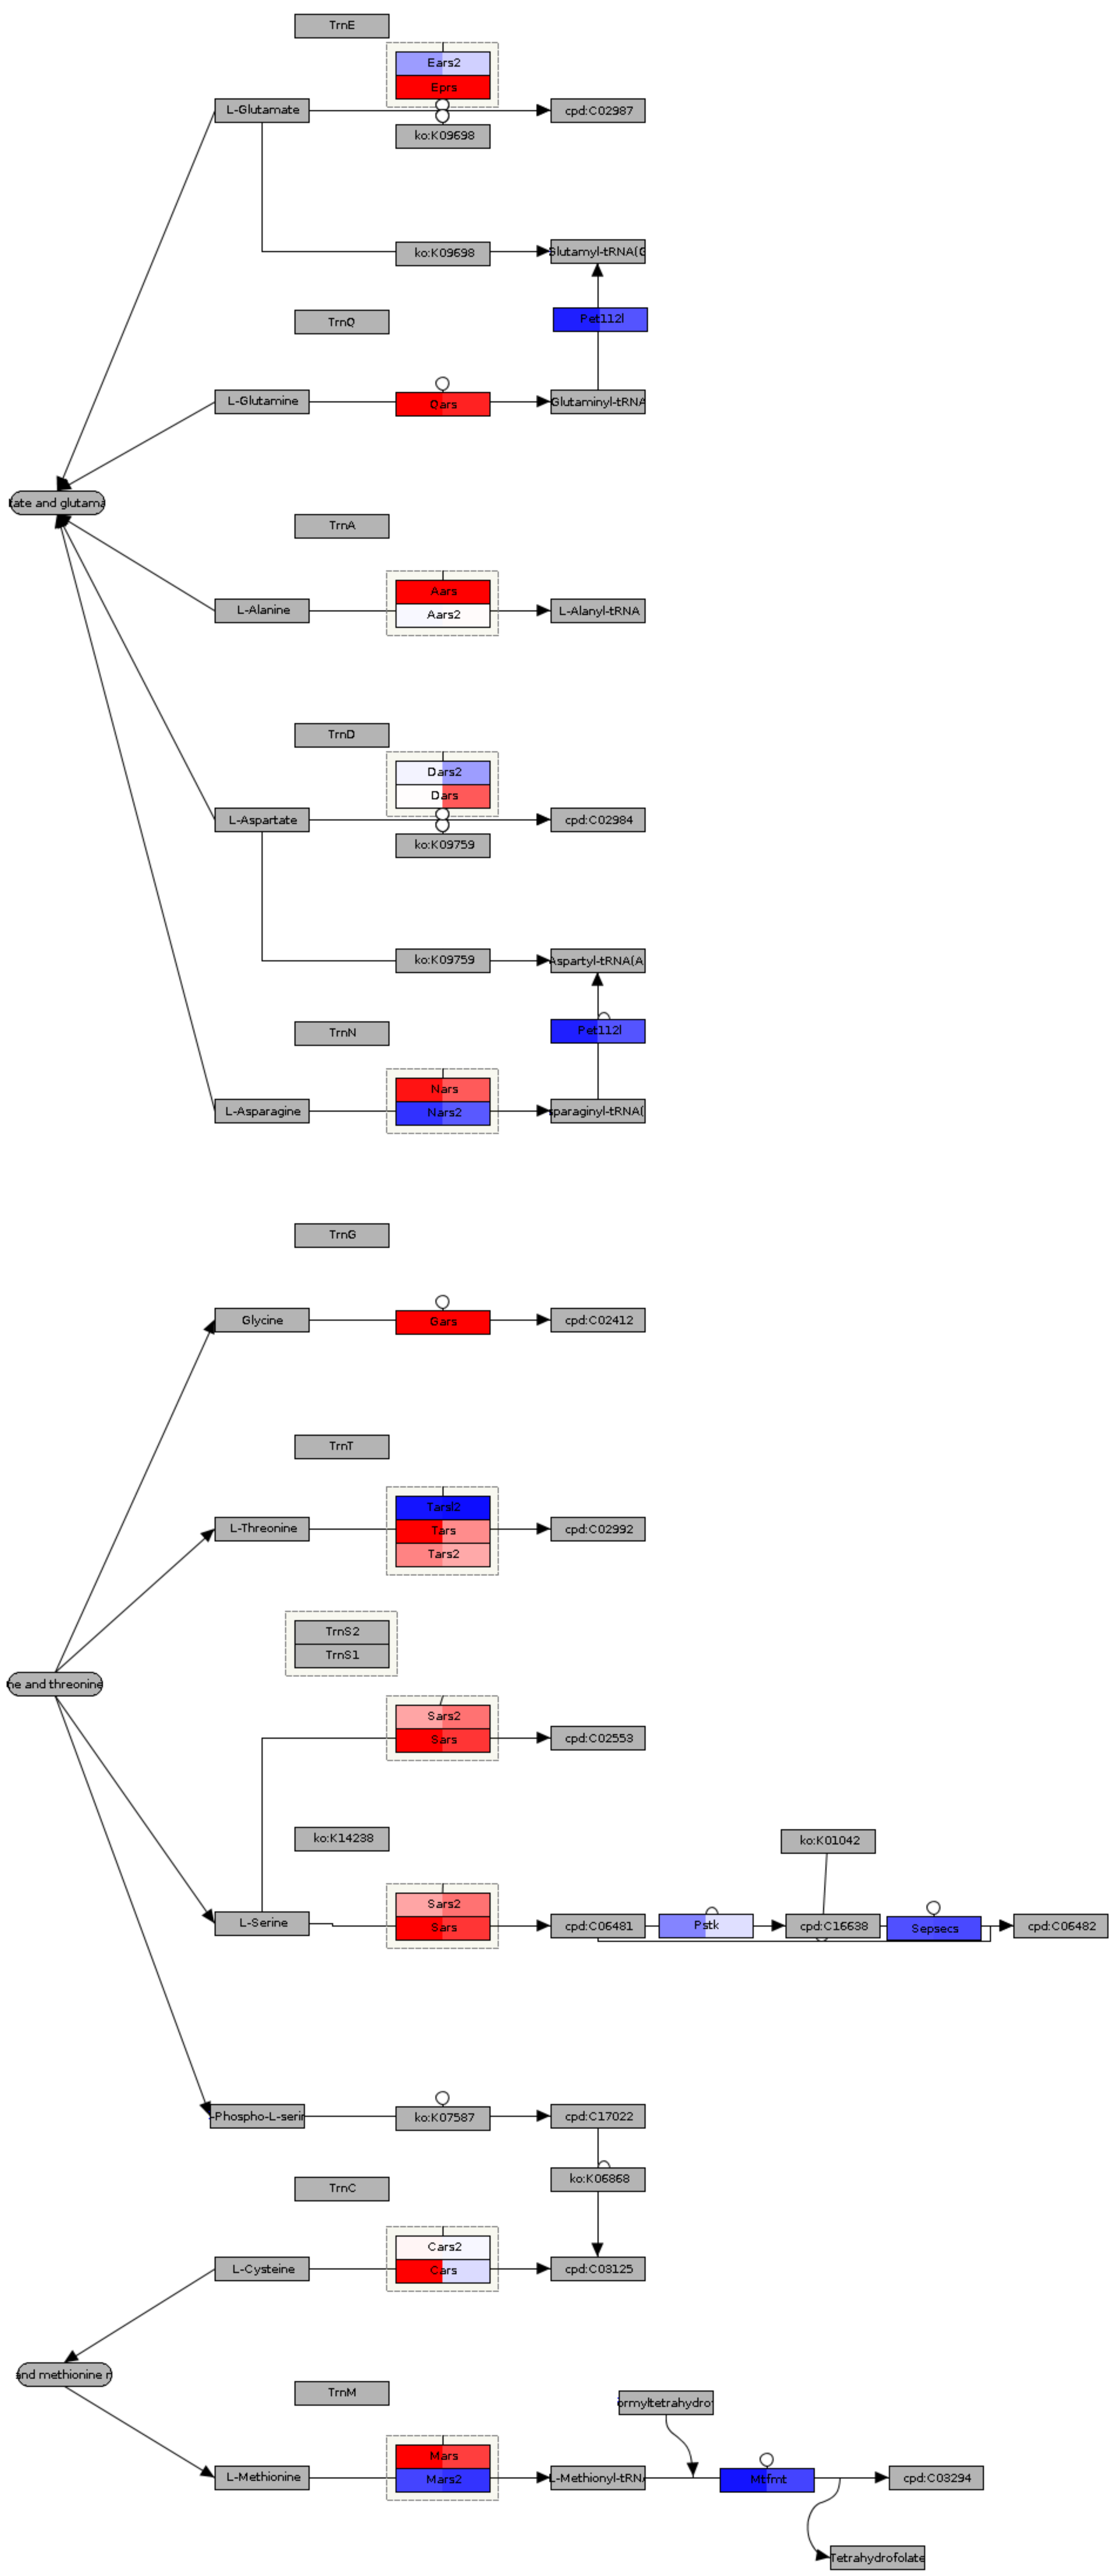 TrnE
Ears2
Eprs
L-Glutamate
cpd:C02987
ko:K09698
ko:K09698
Glutamyl-tRNA(G
Pet112l
TrnQ
L-Glutamine
Qars
Glutaminyl-tRNA
tate and glutama
TrnA
Aars
L-Alanine
L-Alanyl-tRNA
Aars2
TrnD
Dars2
Dars
L-Aspartate
cpd:C02984
ko:K09759
ko:K09759
Aspartyl-tRNA(A
TrnN
Pet112l
Nars
L-Asparagine
Nars2
sparaginyl-tRNA(
TrnG
Glycine
Gars
cpd:C02412
TrnT
Tarsl2
L-Threonine
Tars
cpd:C02992
Tars2
TrnS2
TrnS1
ne and threonine
Sars2
Sars
cpd:C02553
ko:K14238
ko:K01042
Sars2
L-Serine
Sars
cpd:C06481
Pstk
cpd:C16638
Sepsecs
cpd:C06482
-Phospho-L-serin
ko:K07587
cpd:C17022
TrnC
ko:K06868
Cars2
L-Cysteine
Cars
cpd:C03125
and methionine m
TrnM
ormyltetrahydrof
Mars
L-Methionine
Mars2
L-Methionyl-tRNA
Mtfmt
cpd:C03294
Tetrahydrofolate